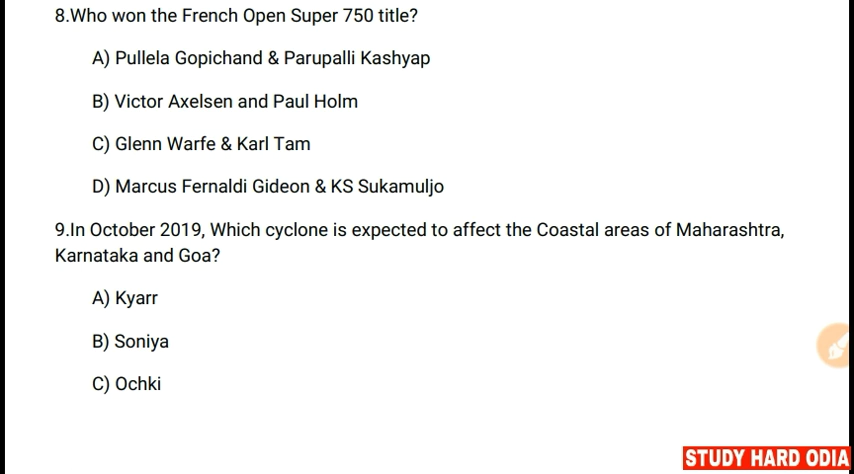 8.Who won the French Open Super 750 title?
A) Pullela Gopichand & Parupalli Kashyap
B) Victor Axelsen and Paul Holm
C) Glenn Warfe & Karl Tam
D) Marcus Fernaldi Gideon & KS Sukamuljo
9.In October 2019, Which cyclone is expected to affect the Coastal areas of Maharashtra,
Karnataka and Goa?
A) Kyarr
B) Soniya
C) Ochki
STUDY HARD ODIA